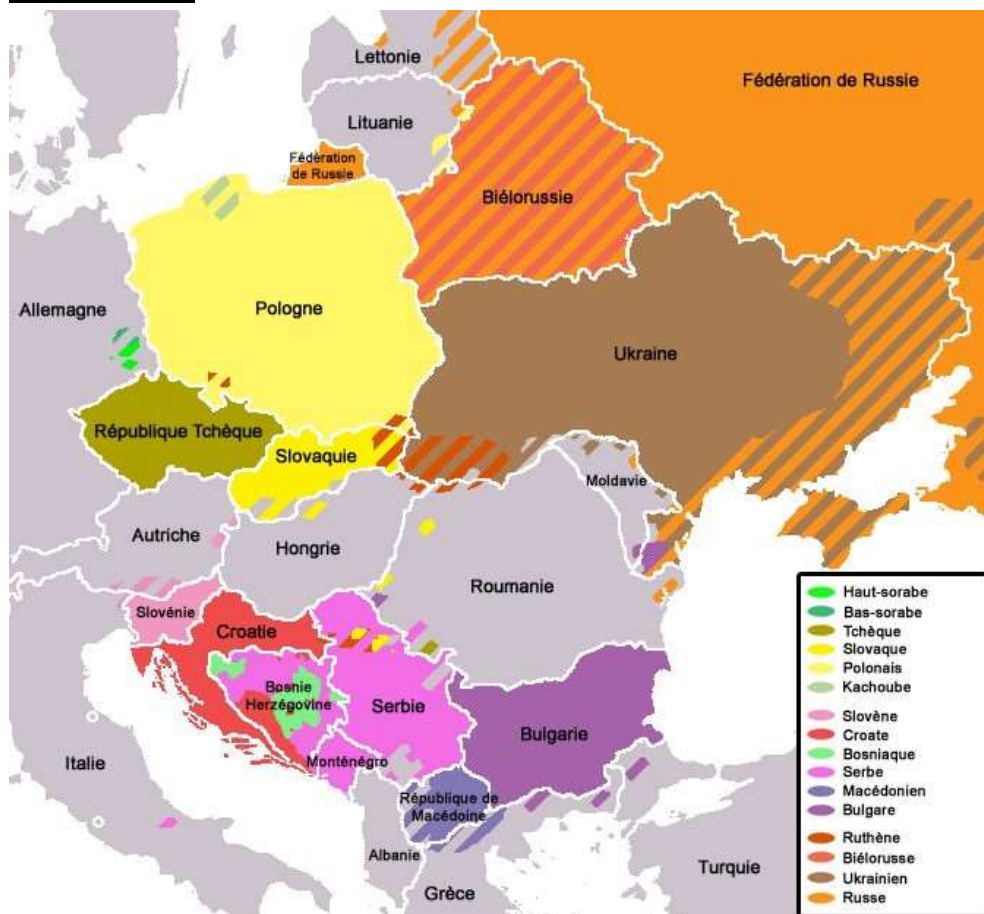 Lettonie
Fédération de Russie
Lituanie
Fédération
de Russie
Biélorussie
Allemagne
Pologne
Ukraine
République Tchèque
Slovaquie
Moldavie
Autriche
Hongrie
Roumanie
Slovénie
Croatie
Bosnie
Herzégovine
Serbie
Bulgarie
Monténégro
Italie
République de
Macédoine
Albanie
Grèce
Turquie
Haut-sorabe
Bas-sorabe
Tchèque
Slovaque
Polonais
Kachoube
Slovène
Croate
Bosniaque
Serbe
Macédonien
Bulgare
Ruthène
Biélorusse
Ukrainien
Russe